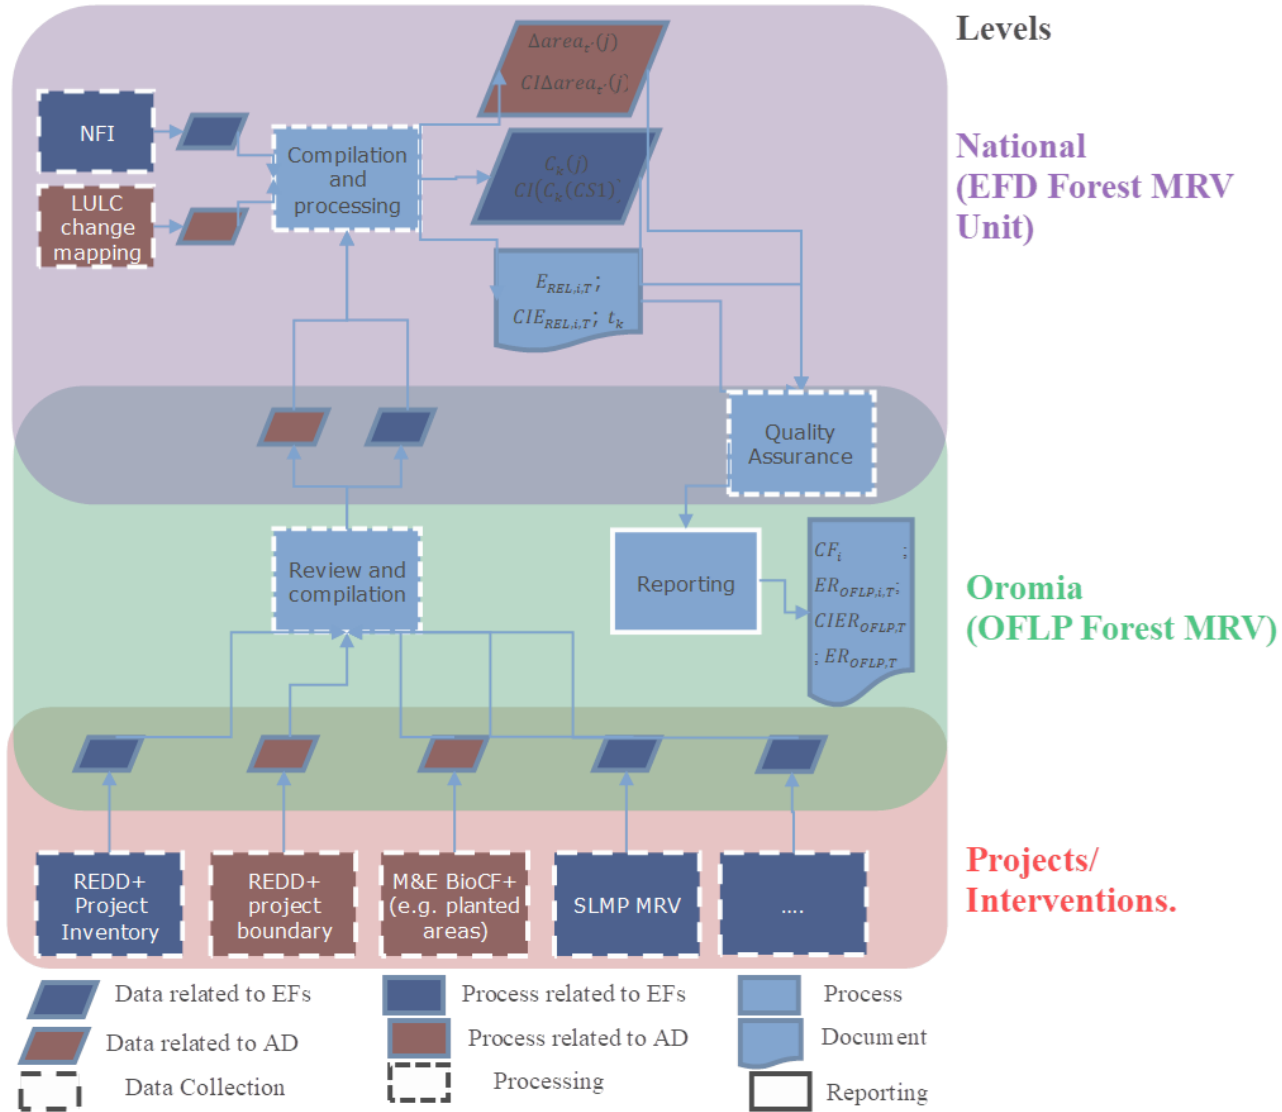 Levels
Δarea_t'(j)
CIΔarea_t'(j)
NFI
Compilation
and
processing
C_k(j)
CI(C_k(CS1)
National
(EFD Forest MRV
Unit)
LULC
change
mapping
E_REL,i,T;
CIE_REL,i,T; t_k
Quality
Assurance
Review and
compilation
Reporting
CF_i ;
ER_OFLP,i,T;
CIER_OFLP,T
; ER_OFLP,T
Oromia
(OFLP Forest MRV)
REDD+
Project
Inventory
REDD+
project
boundary
M&E BioCF+
(e.g. planted
areas)
SLMP MRV
....
Projects/
Interventions.
Data related to EFs
Process related to EFs
Process
Data related to AD
Process related to AD
Document
Data Collection
Processing
Reporting